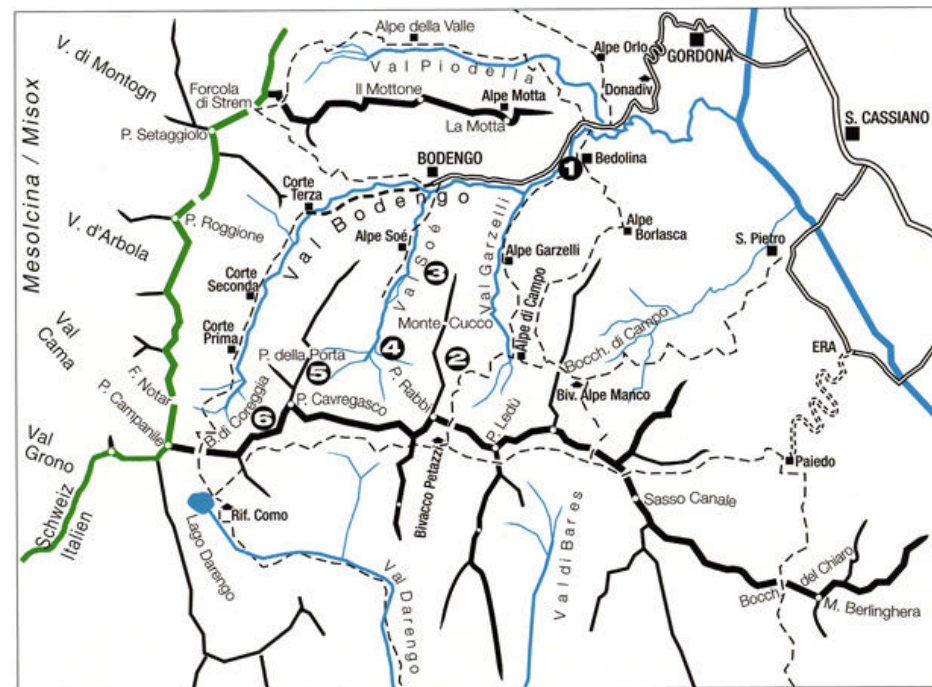 Mesolcina / Misox
V. di Montogn
Forcola
di Strem
P. Setaggiolo
V. d'Arbola
P. Roggione
Val
Cama
F. Notar
P. Campanile
Val
Grono
Schweiz
Italien
Alpe della Valle
Val Piodella
Alpe Orlo
GORDONA
Donadiv
Il Mottone
Alpe Motta
La Motta
S. CASSIANO
BODENGO
Bedolina
1
Corte
Terza
Val Bodengo
Alpe Soé
Val Soè
3
Val Garzelli
Alpe Garzelli
Alpe
Borlasca
S. Pietro
Corte
Seconda
Corte
Prima
Monte Cucco
Alpe di Campo
Bocch. di Campo
ERA
P. della Porta
4
2
5
P. Rabbi
Biv. Alpe Manco
P. Cavregasco
6
B. di Coreggia
P. Ledù
Bivacco Petazzi
Paiedo
Sasso Canale
Rif. Como
Lago Darengo
Val Darengo
Val di Bares
Bocch. del Chiaro
M. Berlinghera